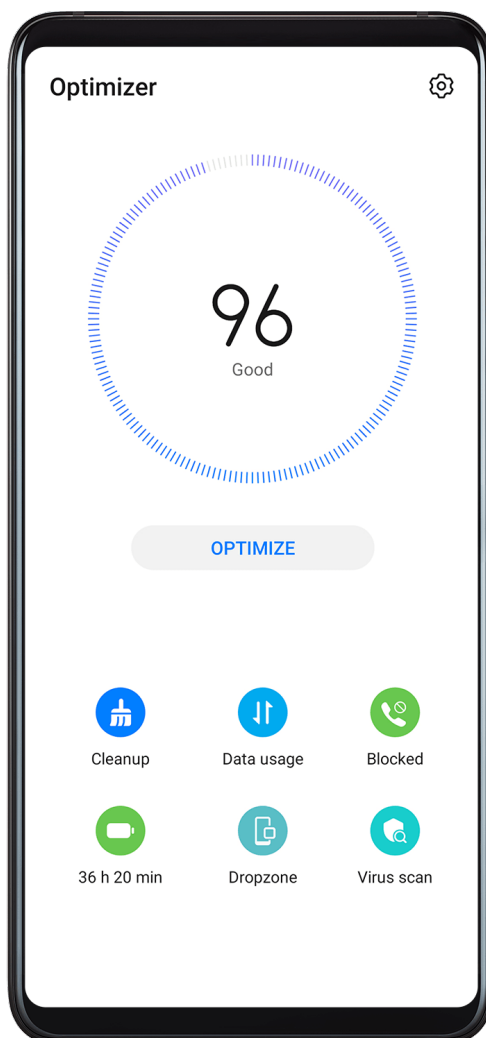 Optimizer
96
Good
OPTIMIZE
Cleanup
Data usage
Blocked
36 h 20 min
Dropzone
Virus scan